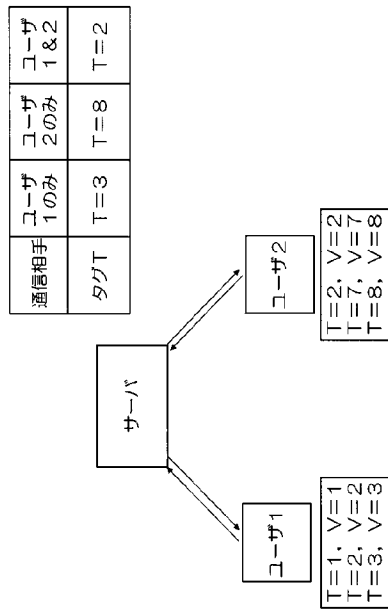 通信相手
ユーザ
1のみ
ユーザ
2のみ
ユーザ
1&2
タグT
T=3
T=8
T=2
サーバ
ユーザ1
ユーザ2
T=1, V=1
T=2, V=2
T=3, V=3
T=2, V=2
T=7, V=7
T=8, V=8